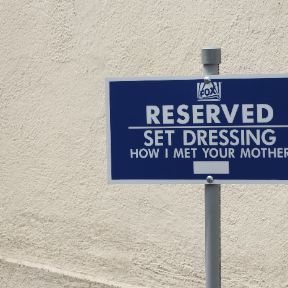 FOX
RESERVED
SET DRESSING
HOW I MET YOUR MOTHER